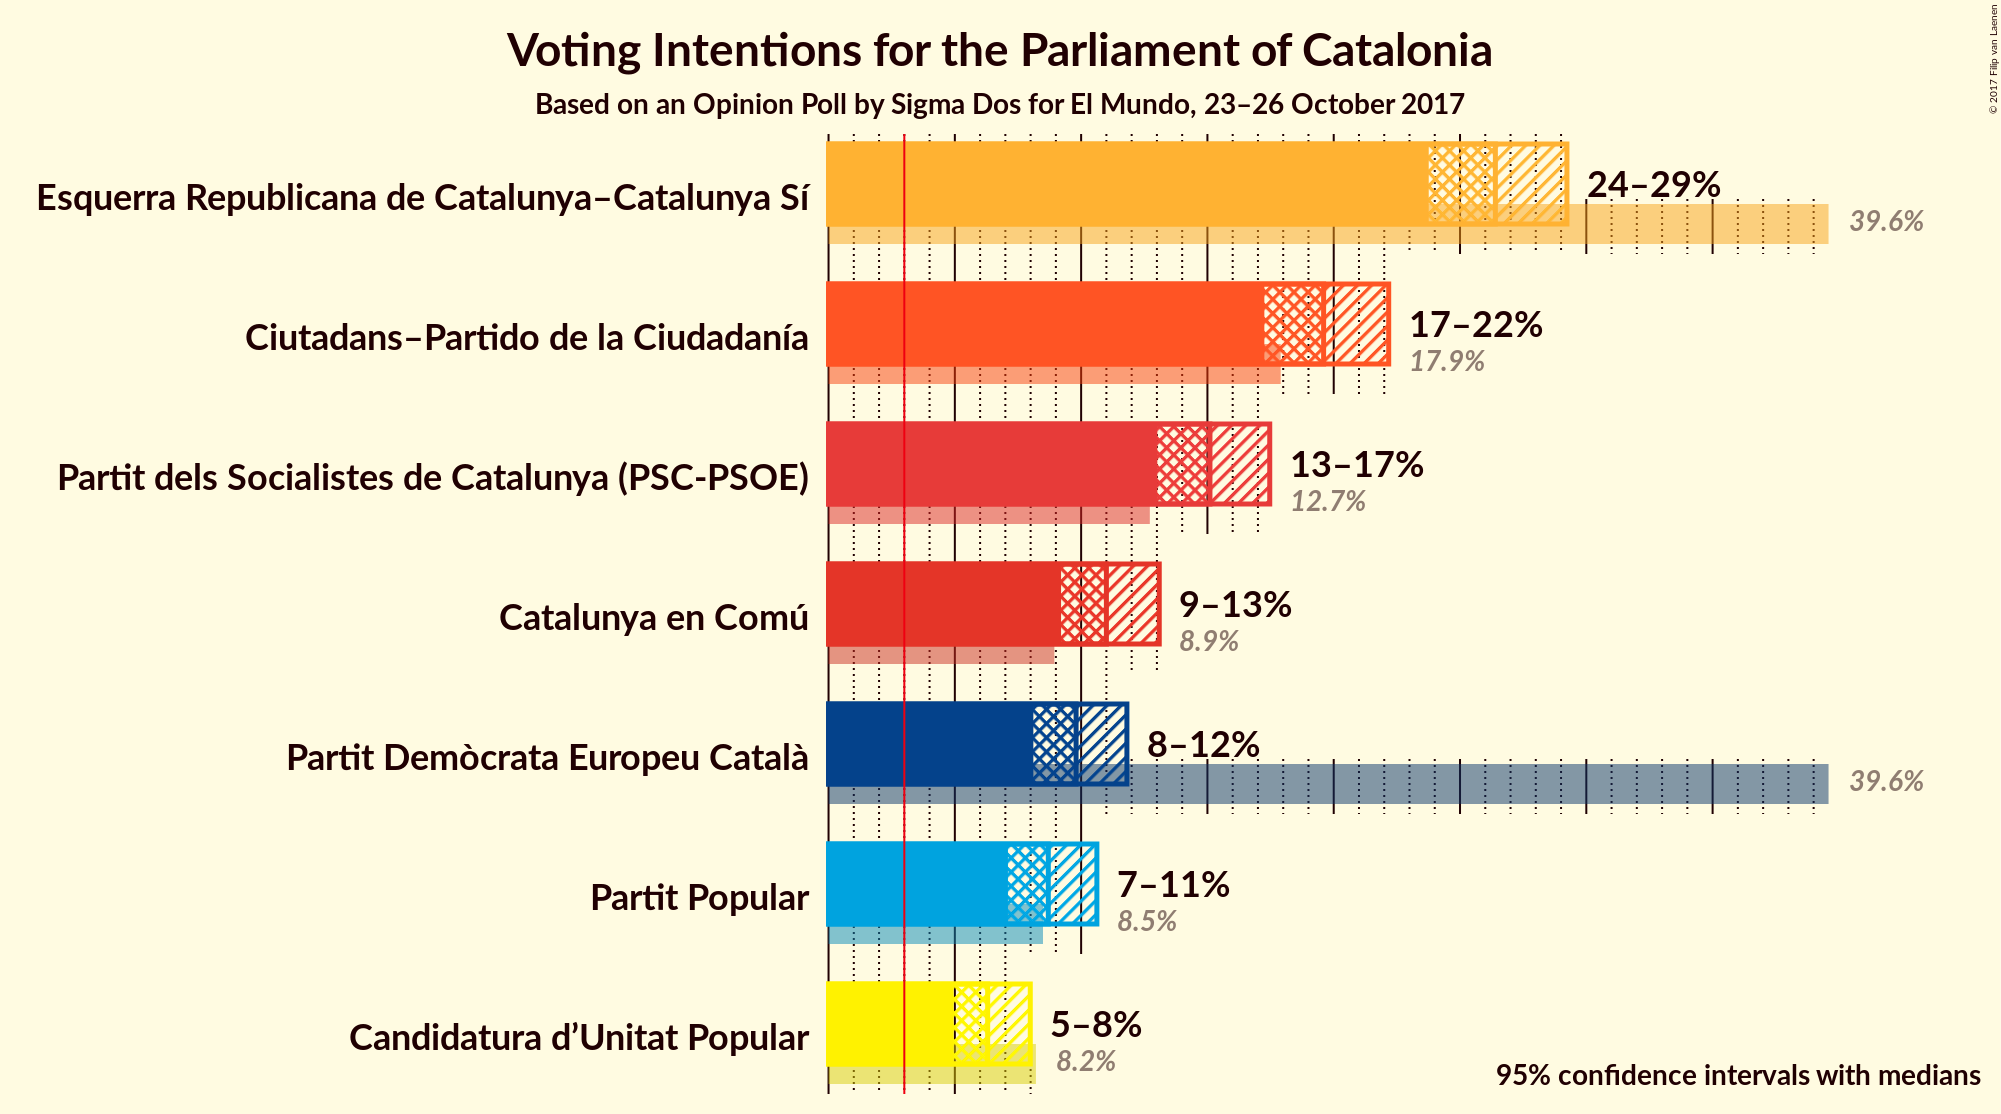 Voting Intentions for the Parliament of Catalonia
Based on an Opinion Poll by Sigma Dos for El Mundo, 23–26 October 2017
© 2017 Filip van Laenen
Esquerra Republicana de Catalunya–Catalunya Sí
24–29%
39.6%
Ciutadans–Partido de la Ciudadanía
17–22%
17.9%
Partit dels Socialistes de Catalunya (PSC-PSOE)
13–17%
12.7%
Catalunya en Comú
9–13%
8.9%
Partit Demòcrata Europeu Català
8–12%
39.6%
Partit Popular
7–11%
8.5%
Candidatura d’Unitat Popular
5–8%
8.2%
95% confidence intervals with medians